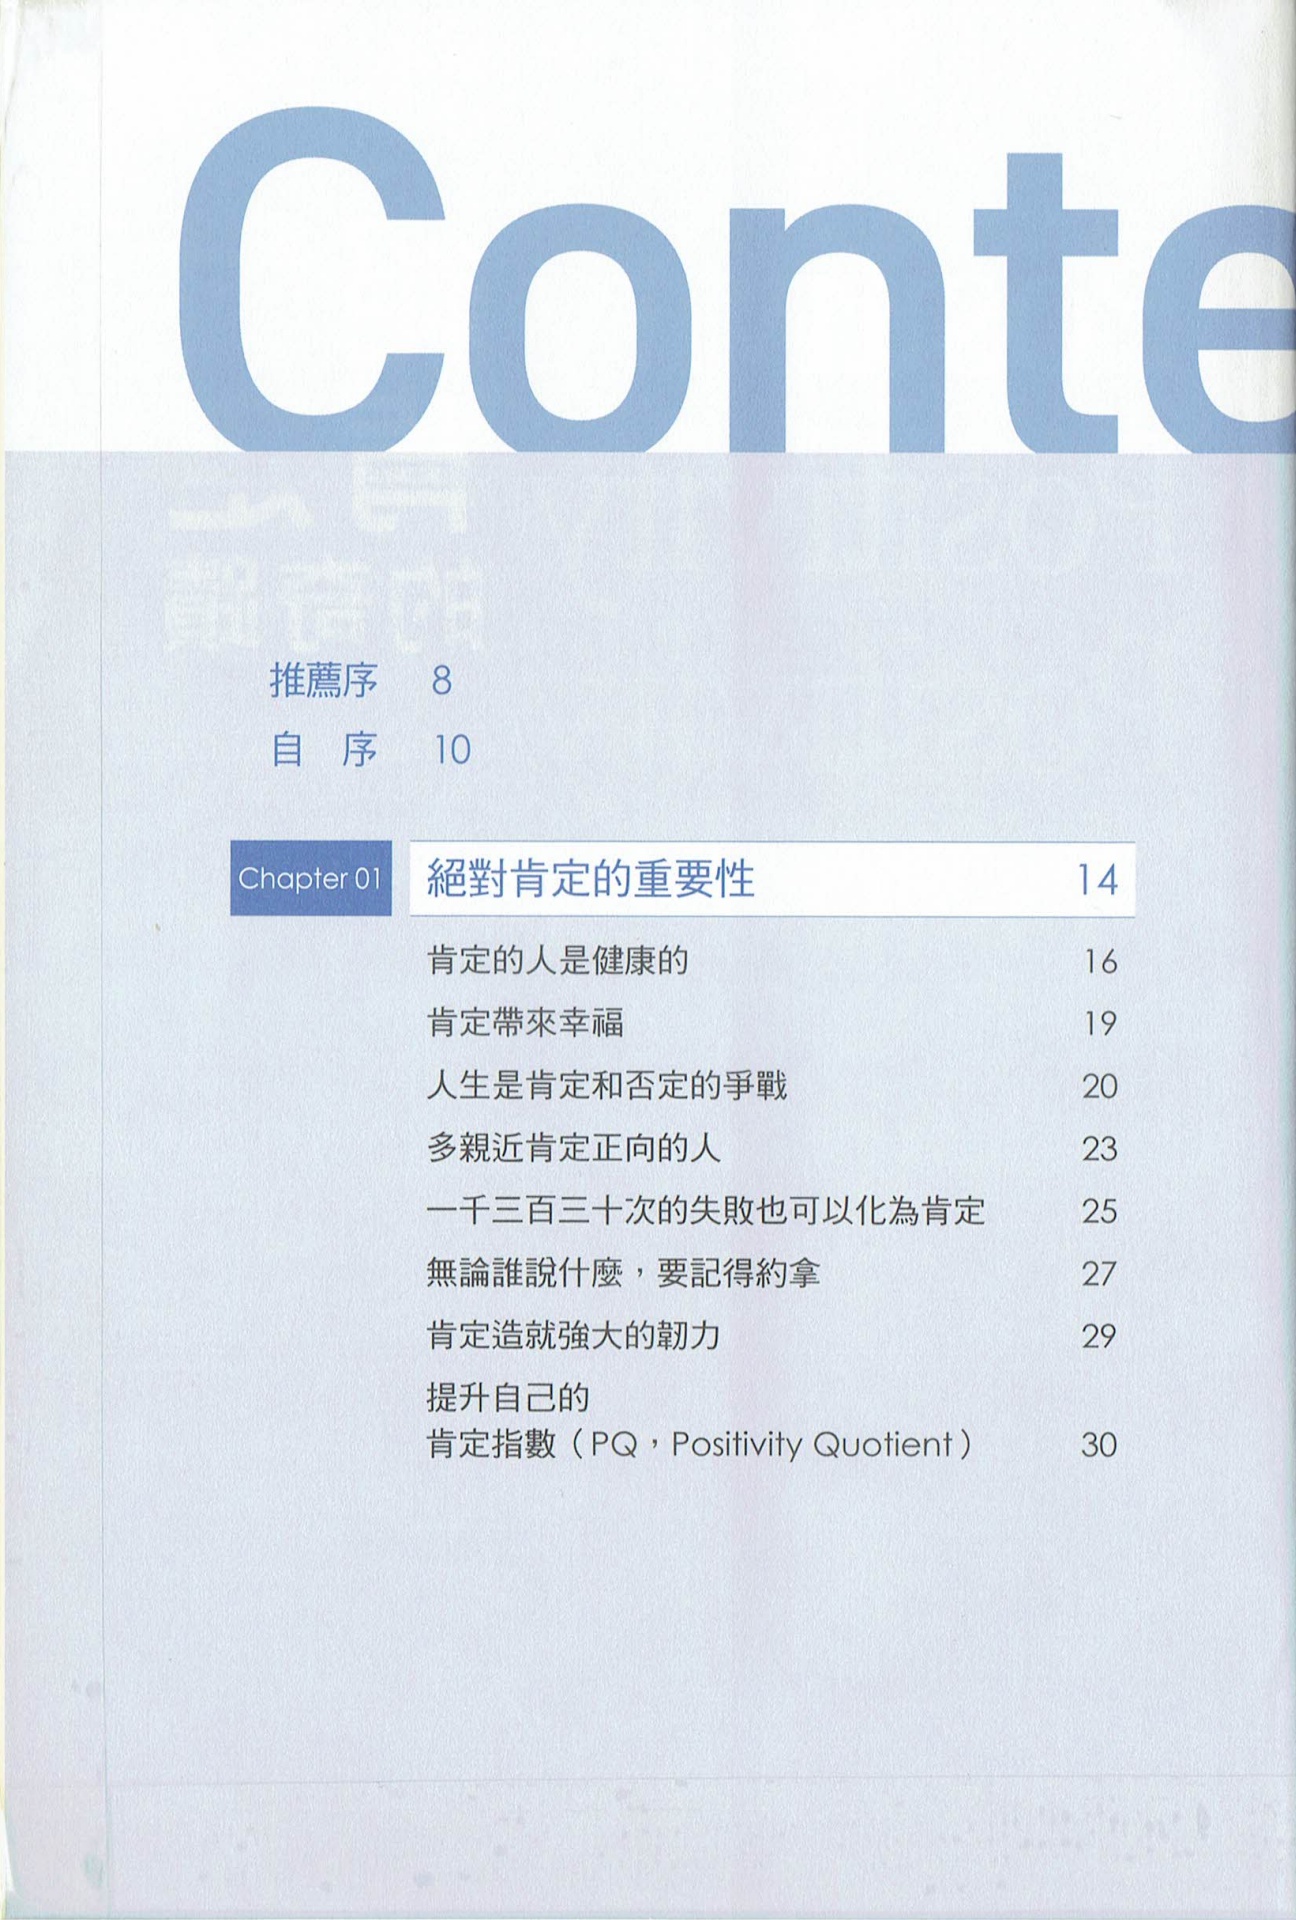 Conte
推薦序 8
自 序 10
Chapter 01 絕對肯定的重要性 14
肯定的人是健康的 16
肯定帶來幸福 19
人生是肯定和否定的爭戰 20
多親近肯定正向的人 23
一千三百三十次的失敗也可以化為肯定 25
無論誰說什麼，要記得約拿 27
肯定造就強大的韌力 29
提升自己的
肯定指數（PQ，Positivity Quotient） 30